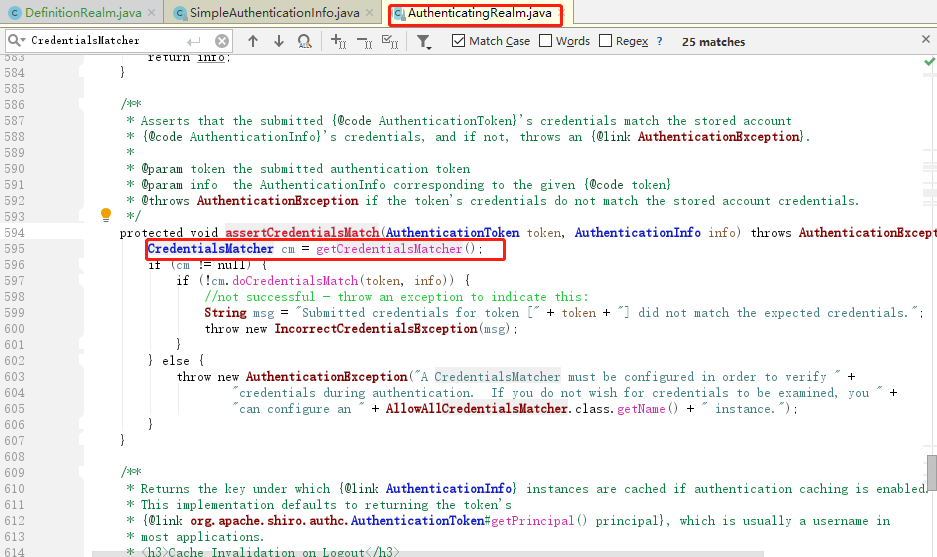 DefinitionRealm.java × SimpleAuthenticationInfo.java × AuthenticatingRealm.java
CredentialsMatcher Match Case Words Regex ? 25 matches
583 return info;
584 }
585
586 /**
587 * Asserts that the submitted {@code AuthenticationToken}'s credentials match the stored account
588 * {@code AuthenticationInfo}'s credentials, and if not, throws an {@link AuthenticationException}.
589 *
590 * @param token the submitted authentication token
591 * @param info  the AuthenticationInfo corresponding to the given {@code token}
592 * @throws AuthenticationException if the token's credentials do not match the stored account credentials.
593 */
594 protected void assertCredentialsMatch(AuthenticationToken token, AuthenticationInfo info) throws AuthenticationExcept
595 CredentialsMatcher cm = getCredentialsMatcher();
596 if (cm != null) {
597 if (!cm.doCredentialsMatch(token, info)) {
598 //not successful - throw an exception to indicate this:
599 String msg = "Submitted credentials for token [" + token + "] did not match the expected credentials.";
600 throw new IncorrectCredentialsException(msg);
601 }
602 } else {
603 throw new AuthenticationException("A CredentialsMatcher must be configured in order to verify " +
604 "credentials during authentication.  If you do not wish for credentials to be examined, you " +
605 "can configure an " + AllowAllCredentialsMatcher.class.getName() + " instance.");
606 }
607 }
608
609 /**
610 * Returns the key under which {@link AuthenticationInfo} instances are cached if authentication caching is enabled.
611 * This implementation defaults to returning the token's
612 * {@link org.apache.shiro.authc.AuthenticationToken#getPrincipal() principal}, which is usually a username in
613 * most applications.
614 * <h3>Cache Invalidation on Logout</h3>